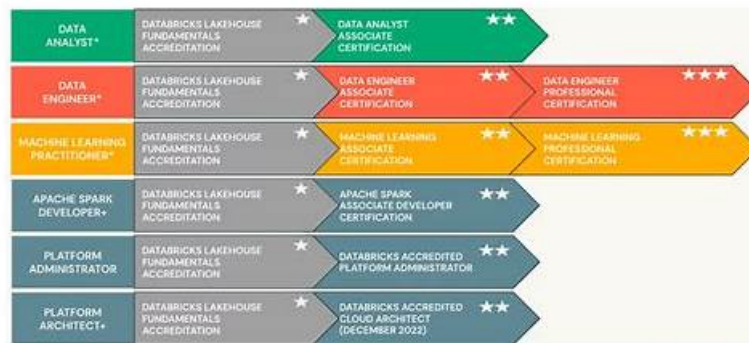 DATA
ANALYST*
DATABRICKS LAKEHOUSE
FUNDAMENTALS
ACCREDITATION
DATA ANALYST
ASSOCIATE
CERTIFICATION
DATA
ENGINEER*
DATABRICKS LAKEHOUSE
FUNDAMENTALS
ACCREDITATION
DATA ENGINEER
ASSOCIATE
CERTIFICATION
DATA ENGINEER
PROFESSIONAL
CERTIFICATION
MACHINE LEARNING
PRACTITIONER*
DATABRICKS LAKEHOUSE
FUNDAMENTALS
ACCREDITATION
MACHINE LEARNING
ASSOCIATE
CERTIFICATION
MACHINE LEARNING
PROFESSIONAL
CERTIFICATION
APACHE SPARK
DEVELOPER+
DATABRICKS LAKEHOUSE
FUNDAMENTALS
ACCREDITATION
APACHE SPARK
ASSOCIATE DEVELOPER
CERTIFICATION
PLATFORM
ADMINISTRATOR
DATABRICKS LAKEHOUSE
FUNDAMENTALS
ACCREDITATION
DATABRICKS ACCREDITED
PLATFORM ADMINISTRATOR
PLATFORM
ARCHITECT+
DATABRICKS LAKEHOUSE
FUNDAMENTALS
ACCREDITATION
DATABRICKS ACCREDITED
CLOUD ARCHITECT
(DECEMBER 2022)